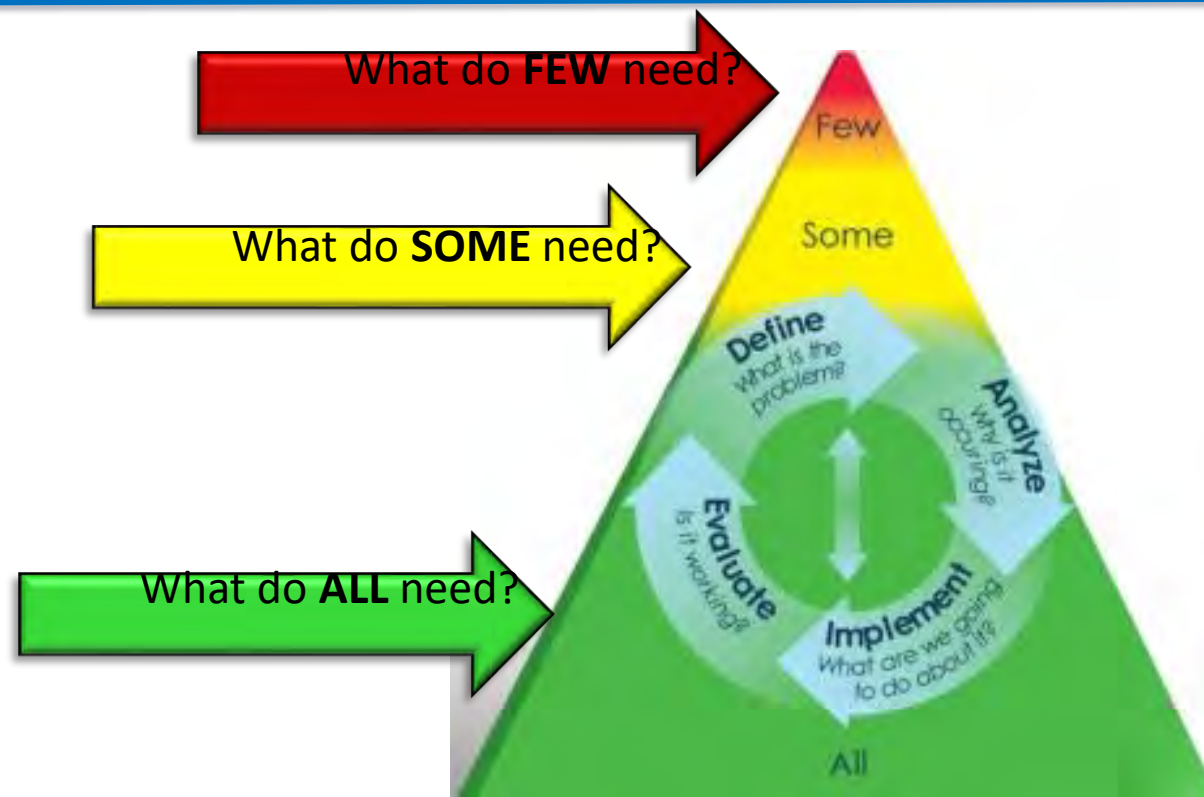 What do FEW need?
Few
What do SOME need?
Some
Define
What is the
problem?
Analyze
Why is it
occuring?
Implement
What are we going
to do about it?
Evaluate
Is it working?
What do ALL need?
All